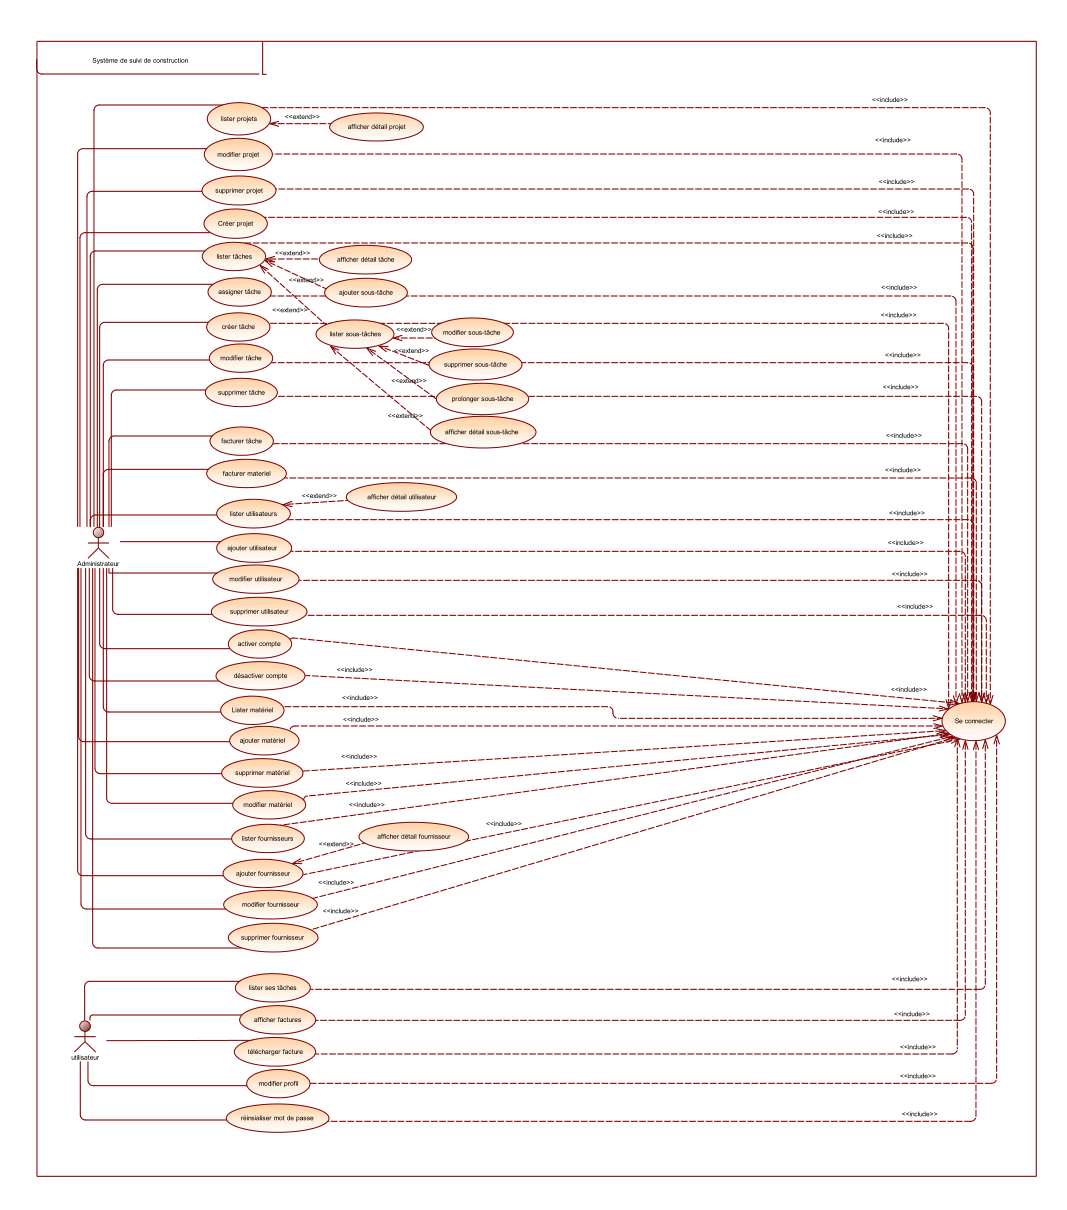 Système de suivi de construction
<<include>>
lister projets
<<extend>>
afficher détail projet
<<include>>
modifier projet
<<include>>
supprimer projet
<<include>>
Créer projet
<<include>>
lister tâches
<<extend>>
afficher détail tâche
<<extend>>
<<include>>
assigner tâche
ajouter sous-tâche
<<extend>>
<<include>>
créer tâche
lister sous-tâches
<<extend>>
modifier sous-tâche
<<extend>>
<<include>>
modifier tâche
supprimer sous-tâche
<<extend>>
<<include>>
supprimer tâche
prolonger sous-tâche
<<extend>>
afficher détail sous-tâche
<<include>>
facturer tâche
<<include>>
facturer materiel
<<extend>>
afficher détail utilisateur
lister utilisateurs
<<include>>
ajouter utilisateur
<<include>>
Administrateur
modifier utilisateur
<<include>>
supprimer utilisateur
<<include>>
activer compte
<<include>>
désactiver compte
<<include>>
Lister matériel
<<include>>
<<include>>
Se connecter
ajouter matériel
supprimer matériel
<<include>>
modifier matériel
<<include>>
lister fournisseurs
<<include>>
afficher détail fournisseur
<<extend>>
ajouter fournisseur
<<include>>
modifier fournisseur
<<include>>
supprimer fournisseur
<<include>>
lister ses tâches
<<include>>
afficher factures
utilisateur
<<include>>
télécharger facture
<<include>>
modifier profil
<<include>>
réinsialiser mot de passe